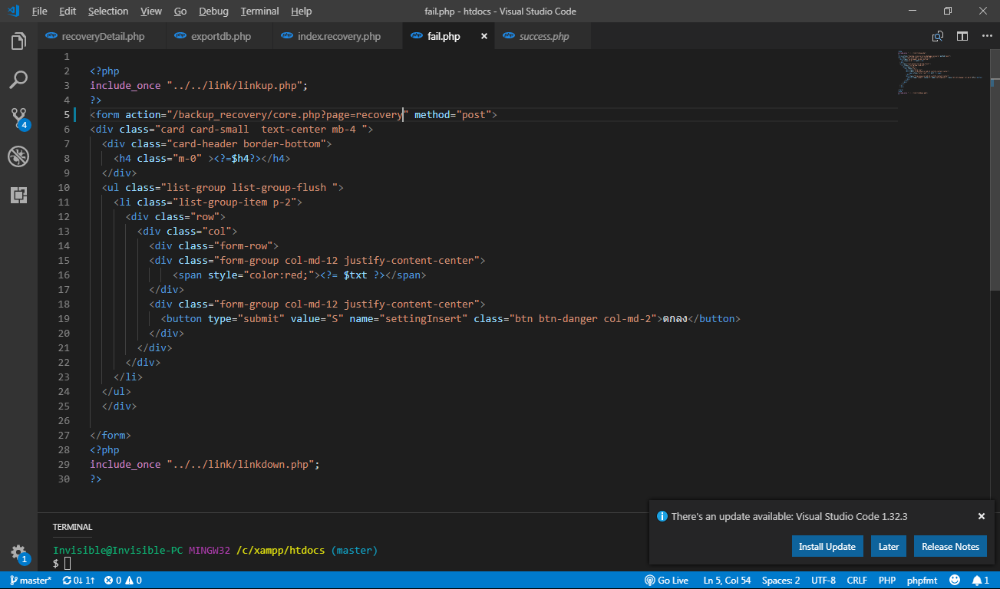 File Edit Selection View Go Debug Terminal Help fail.php - htdocs - Visual Studio Code
recoveryDetail.php exportdb.php index.recovery.php fail.php × success.php
1
2 <?php
3 include_once "../../link/linkup.php";
4 ?>
5 <form action="/backup_recovery/core.php?page=recovery" method="post">
6 <div class="card card-small  text-center mb-4 ">
7 <div class="card-header border-bottom">
8 <h4 class="m-0" ><?=$h4?></h4>
9 </div>
10 <ul class="list-group list-group-flush ">
11 <li class="list-group-item p-2">
12 <div class="row">
13 <div class="col">
14 <div class="form-row">
15 <div class="form-group col-md-12 justify-content-center">
16 <span style="color:red;"><?= $txt ?></span>
17 </div>
18 <div class="form-group col-md-12 justify-content-center">
19 <button type="submit" value="S" name="settingInsert" class="btn btn-danger col-md-2">ตกลง</button>
20 </div>
21 </div>
22 </div>
23 </li>
24 </ul>
25 </div>
26
27 </form>
28 <?php
29 include_once "../../link/linkdown.php";
30 ?>
4
1
There's an update available: Visual Studio Code 1.32.3
Install Update Later Release Notes
TERMINAL
Invisible@Invisible-PC MINGW32 /c/xampp/htdocs (master)
$
master* 0↓ 1↑ 0 0 Go Live Ln 5, Col 54 Spaces: 2 UTF-8 CRLF PHP phpfmt 1